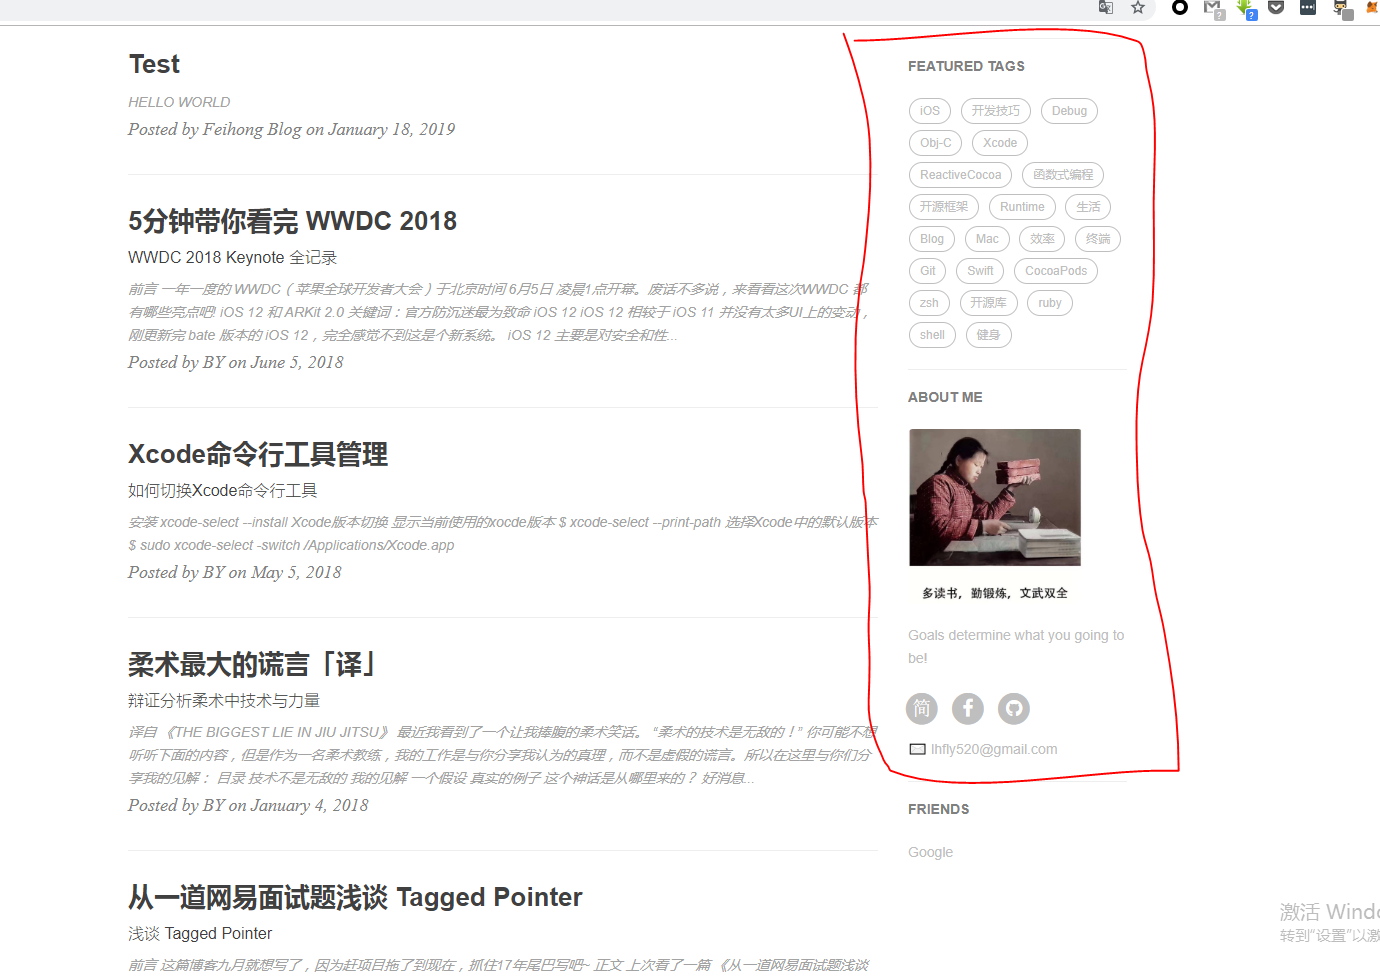 Test
HELLO WORLD
Posted by Feihong Blog on January 18, 2019
5分钟带你看完 WWDC 2018
WWDC 2018 Keynote 全记录
前言 一年一度的 WWDC（苹果全球开发者大会）于北京时间 6月5日 凌晨1点开幕。废话不多说，来看看这次WWDC 都
有哪些亮点吧! iOS 12 和 ARKit 2.0 关键词：官方防沉迷最为致命 iOS 12 iOS 12 相较于 iOS 11 并没有太多UI上的变动，
刚更新完 bate 版本的 iOS 12，完全感觉不到这是个新系统。 iOS 12 主要是对安全和性...
Posted by BY on June 5, 2018
Xcode命令行工具管理
如何切换Xcode命令行工具
安装 xcode-select --install Xcode版本切换 显示当前使用的xocde版本 $ xcode-select --print-path 选择Xcode中的默认版本
$ sudo xcode-select -switch /Applications/Xcode.app
Posted by BY on May 5, 2018
柔术最大的谎言「译」
辩证分析柔术中技术与力量
译自 《THE BIGGEST LIE IN JIU JITSU》 最近我看到了一个让我捧腹的柔术笑话。 “柔术的技术是无敌的！” 你可能不想
听听下面的内容，但是作为一名柔术教练，我的工作是与你分享我认为的真理，而不是虚假的谎言。所以在这里与你们分
享我的见解： 目录 技术不是无敌的 我的见解 一个假设 真实的例子 这个神话是从哪里来的？ 好消息...
Posted by BY on January 4, 2018
从一道网易面试题浅谈 Tagged Pointer
浅谈 Tagged Pointer
前言 这篇博客九月就想写了，因为赶项目拖了到现在，抓住17年尾巴写吧~ 正文 上次看了一篇 《从一道网易面试题浅谈
FEATURED TAGS
iOS 开发技巧 Debug
Obj-C Xcode
ReactiveCocoa 函数式编程
开源框架 Runtime 生活
Blog Mac 效率 终端
Git Swift CocoaPods
zsh 开源库 ruby
shell 健身
ABOUT ME
多读书，勤锻炼，文武双全
Goals determine what you going to
be!
简
lhfly520@gmail.com
FRIENDS
Google
激活 Windo
转到"设置"以激